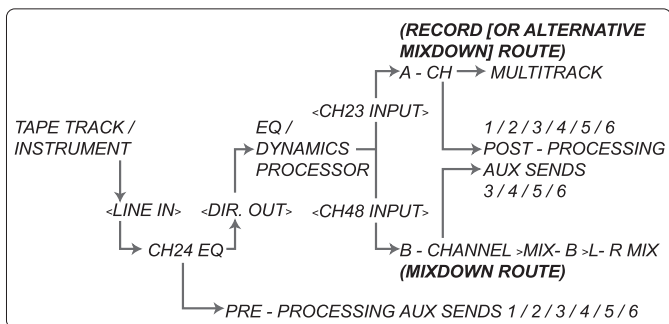 (RECORD [OR ALTERNATIVE
MIXDOWN] ROUTE)
A - CH
MULTITRACK
<CH23 INPUT>
TAPE TRACK /
INSTRUMENT
EQ /
DYNAMICS
PROCESSOR
1 / 2 / 3 / 4 / 5 / 6
POST - PROCESSING
AUX SENDS
3 / 4 / 5 / 6
<LINE IN>
<DIR. OUT>
<CH48 INPUT>
CH24 EQ
B - CHANNEL >MIX- B >L- R MIX
(MIXDOWN ROUTE)
PRE - PROCESSING AUX SENDS 1 / 2 / 3 / 4 / 5 / 6